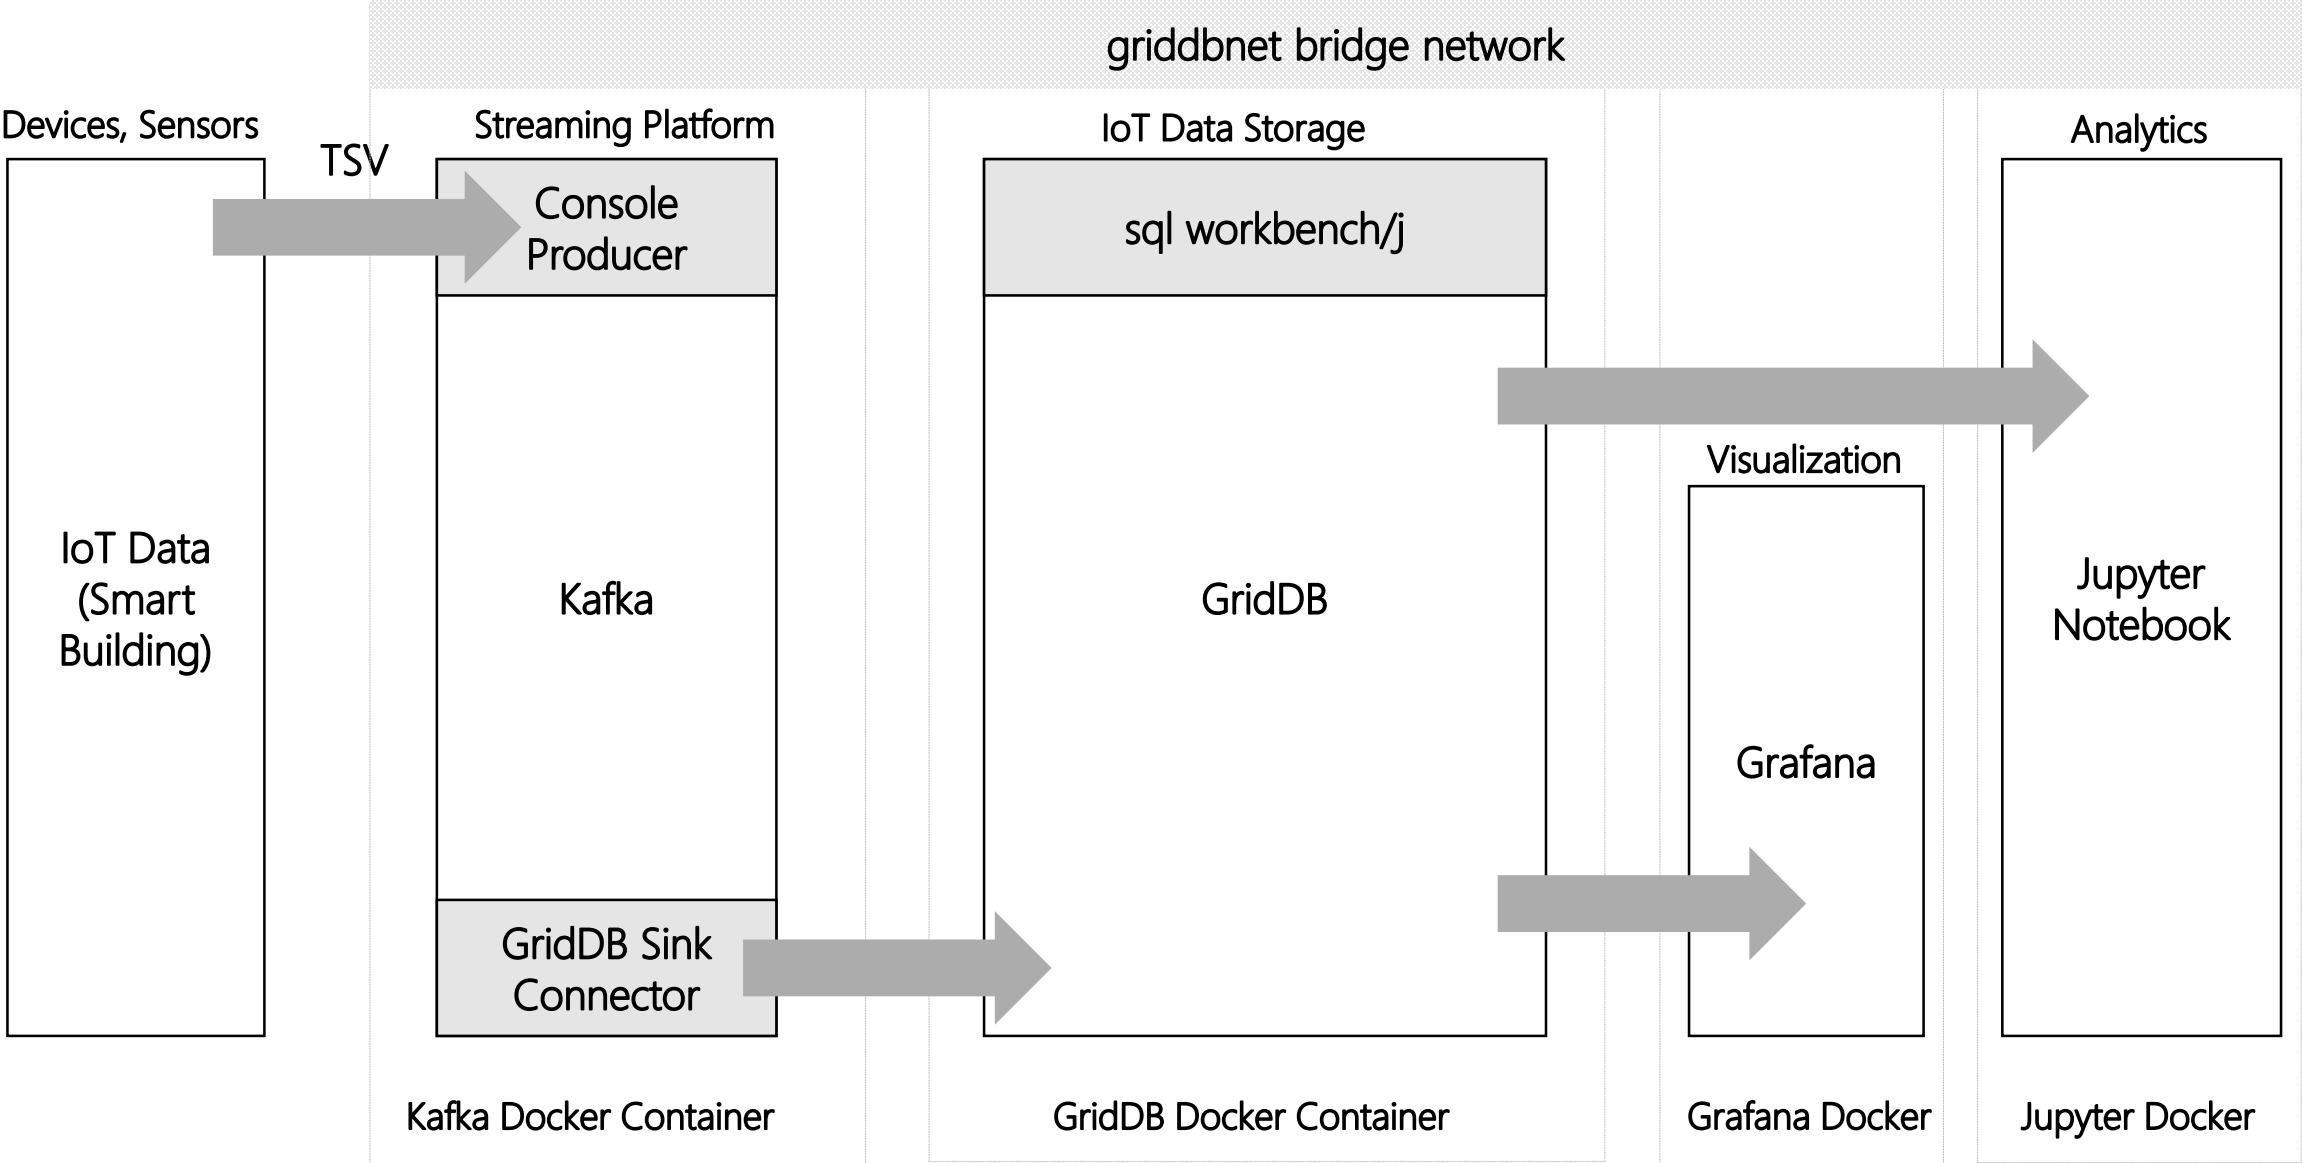 griddbnet bridge network
Devices, Sensors
TSV
Streaming Platform
IoT Data Storage
Analytics
Console
Producer
sql workbench/j
Visualization
IoT Data
(Smart
Building)
Kafka
GridDB
Jupyter
Notebook
Grafana
GridDB Sink
Connector
Kafka Docker Container
GridDB Docker Container
Grafana Docker
Jupyter Docker